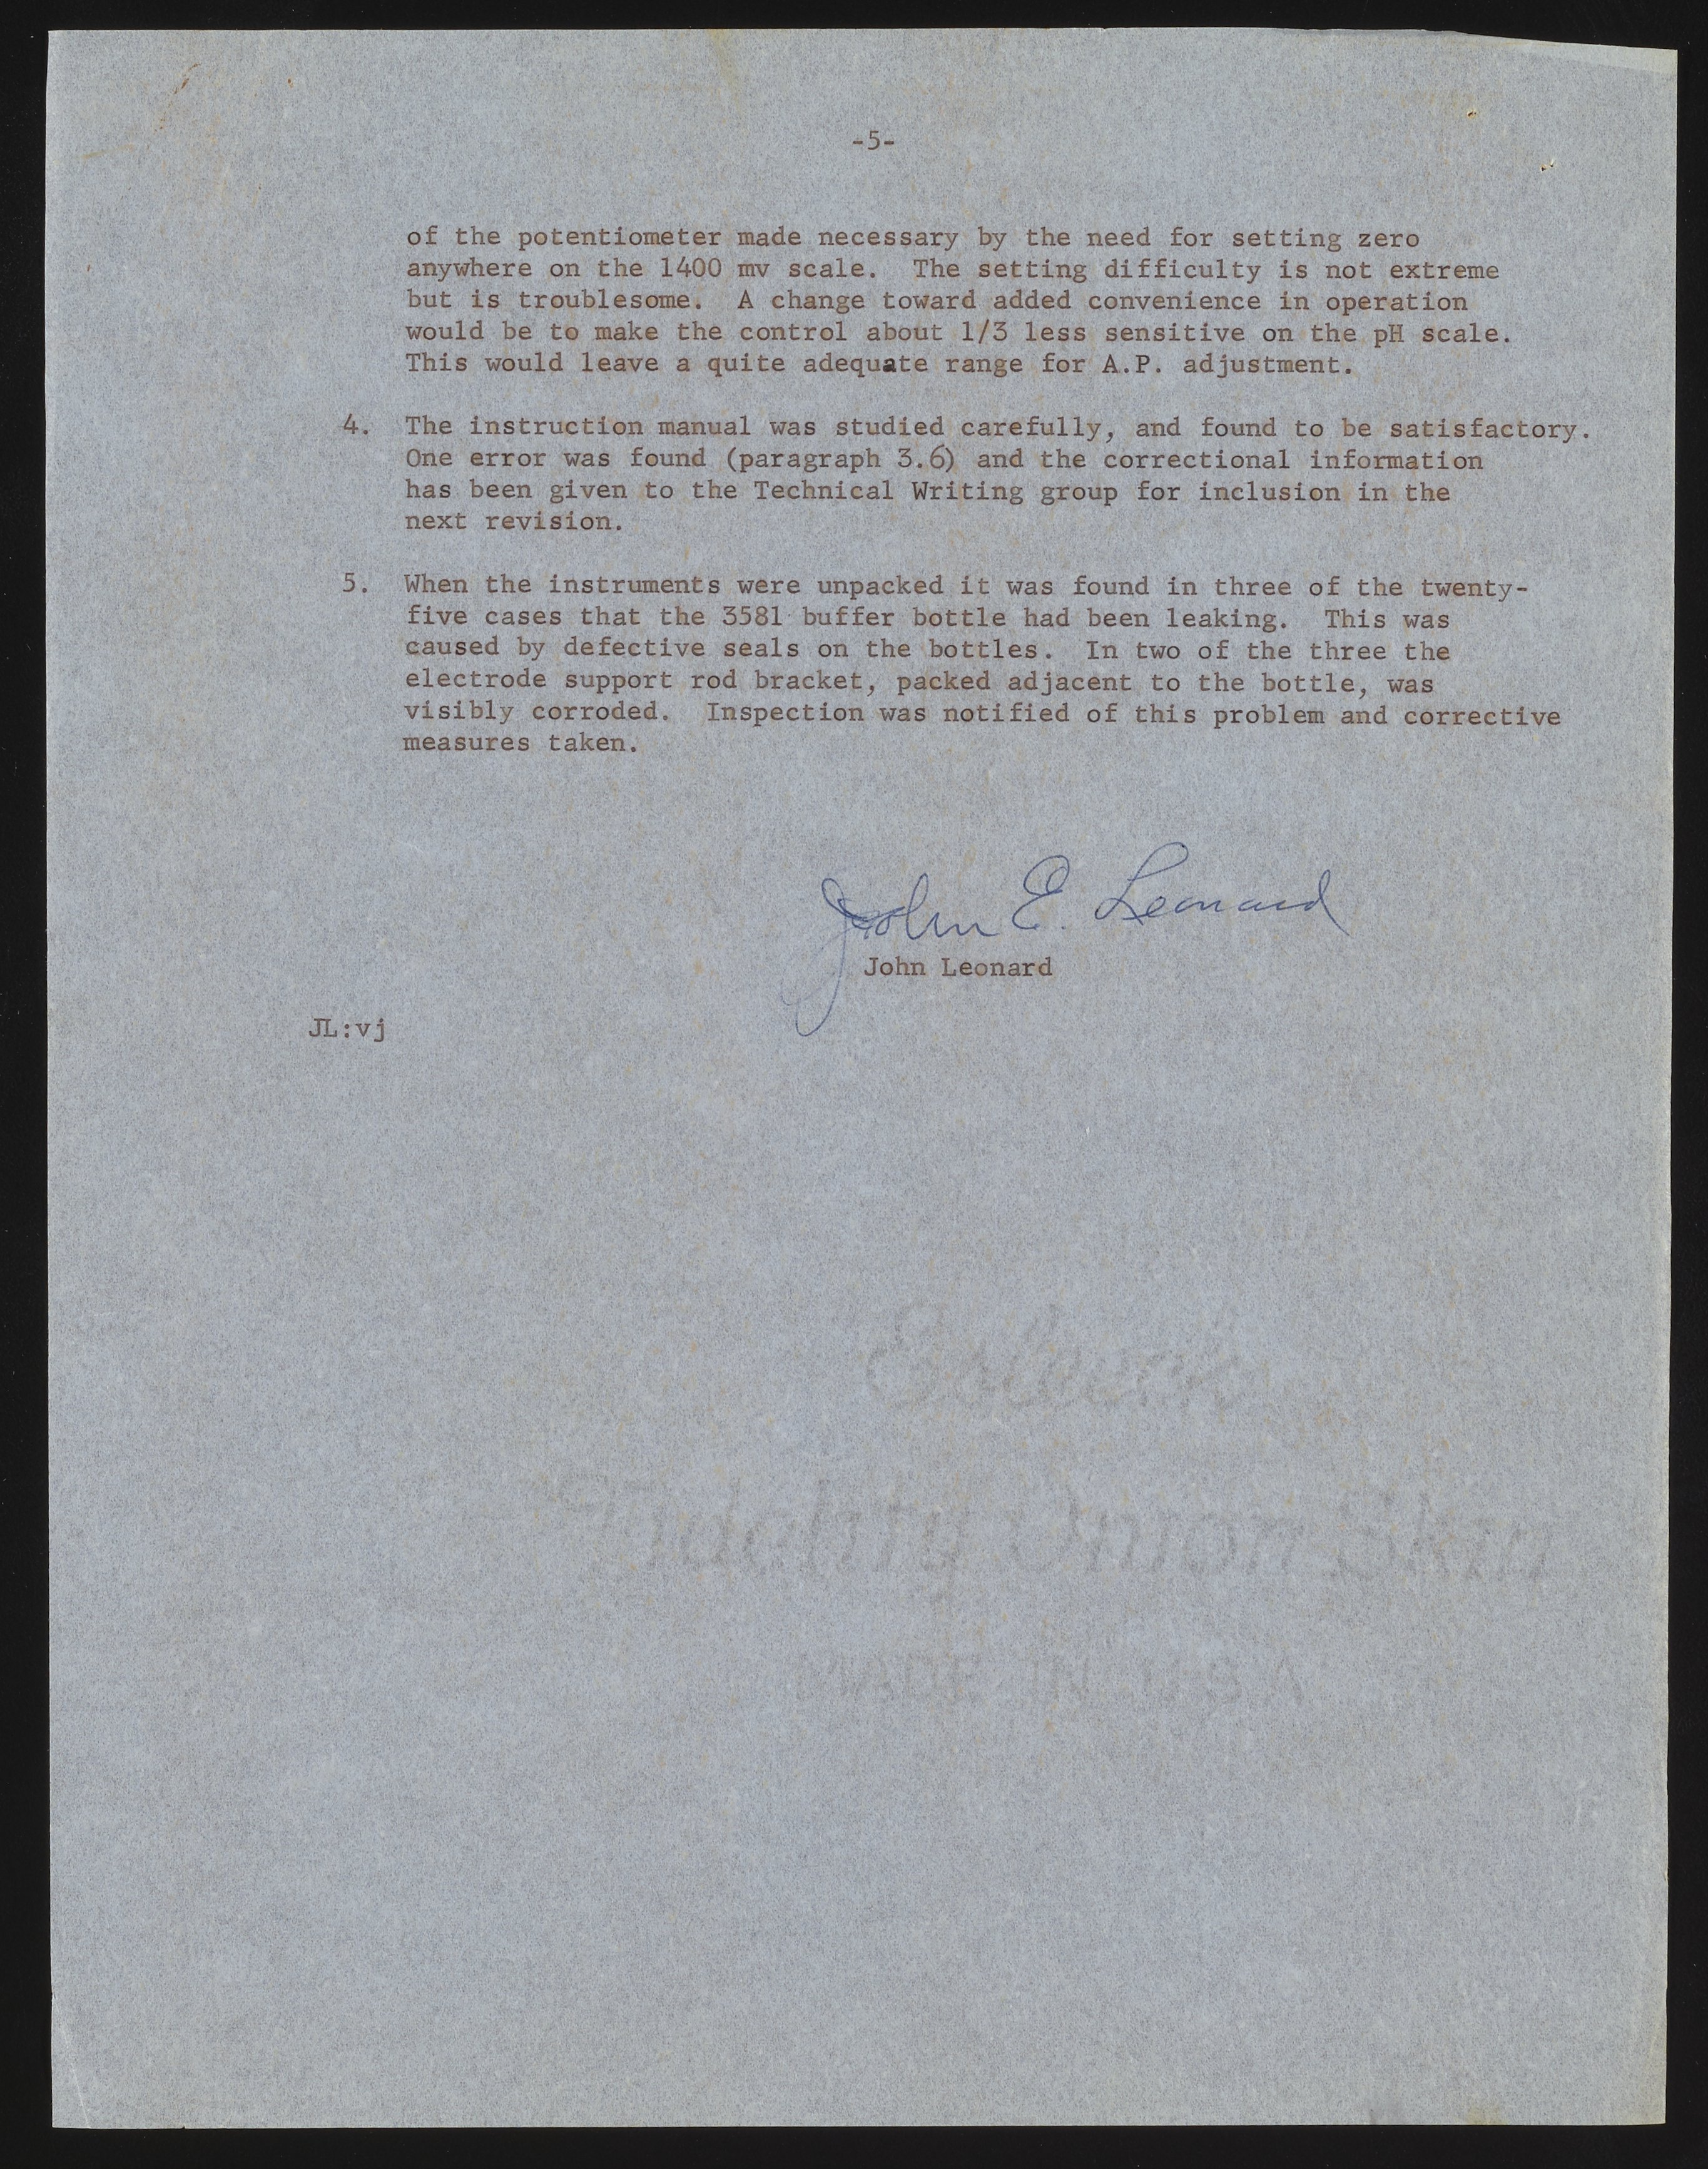 -5-
of the potentiometer made necessary by the need for setting zero
anywhere on the 1400 mv scale. The setting difficulty is not extreme
but is troublesome. A change toward added convenience in operation
would be to make the control about 1/3 less sensitive on the pH scale.
This would leave a quite adequate range for A.P. adjustment.
4. The instruction manual was studied carefully, and found to be satisfactory.
One error was found (paragraph 3.6) and the correctional information
has been given to the Technical Writing group for inclusion in the
next revision.
5. When the instruments were unpacked it was found in three of the twenty-
five cases that the 3581 buffer bottle had been leaking. This was
caused by defective seals on the bottles. In two of the three the
electrode support rod bracket, packed adjacent to the bottle, was
visibly corroded. Inspection was notified of this problem and corrective
measures taken.
John E. Leonard
John Leonard
JL:vj
Fidelity Onion Skin
MADE IN U.S.A